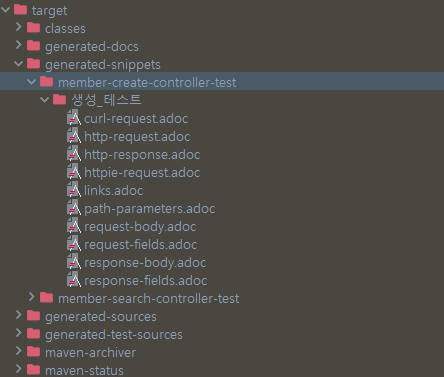 target
classes
generated-docs
generated-snippets
member-create-controller-test
생성_테스트
curl-request.adoc
http-request.adoc
http-response.adoc
httpie-request.adoc
links.adoc
path-parameters.adoc
request-body.adoc
request-fields.adoc
response-body.adoc
response-fields.adoc
member-search-controller-test
generated-sources
generated-test-sources
maven-archiver
maven-status